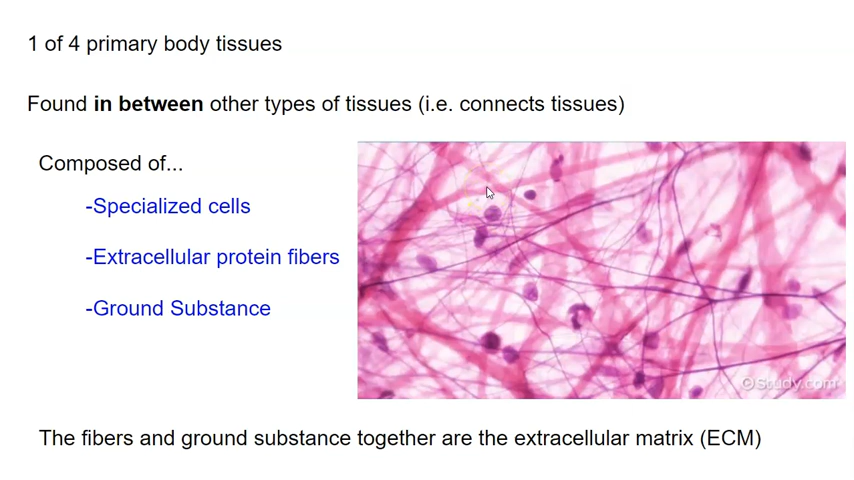 1 of 4 primary body tissues
Found in between other types of tissues (i.e. connects tissues)
Composed of...
-Specialized cells
-Extracellular protein fibers
-Ground Substance
© Study.com
The fibers and ground substance together are the extracellular matrix (ECM)